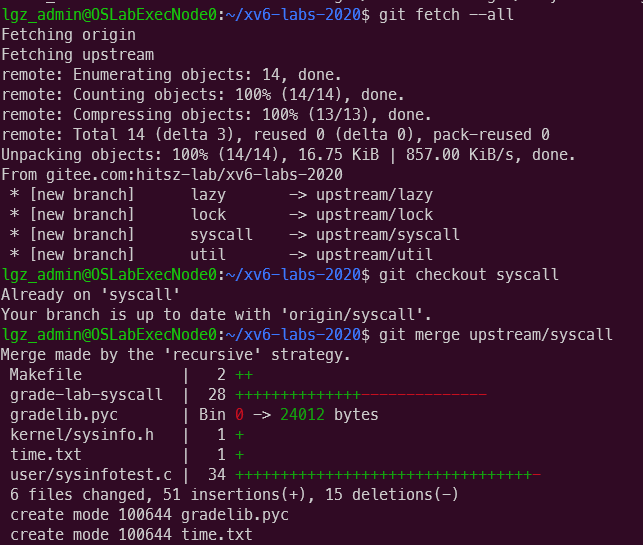 lgz_admin@OSLabExecNode0:~/xv6-labs-2020$ git fetch --all
Fetching origin
Fetching upstream
remote: Enumerating objects: 14, done.
remote: Counting objects: 100% (14/14), done.
remote: Compressing objects: 100% (13/13), done.
remote: Total 14 (delta 3), reused 0 (delta 0), pack-reused 0
Unpacking objects: 100% (14/14), 16.75 KiB | 857.00 KiB/s, done.
From gitee.com:hitsz-lab/xv6-labs-2020
 * [new branch]      lazy       -> upstream/lazy
 * [new branch]      lock       -> upstream/lock
 * [new branch]      syscall    -> upstream/syscall
 * [new branch]      util       -> upstream/util
lgz_admin@OSLabExecNode0:~/xv6-labs-2020$ git checkout syscall
Already on 'syscall'
Your branch is up to date with 'origin/syscall'.
lgz_admin@OSLabExecNode0:~/xv6-labs-2020$ git merge upstream/syscall
Merge made by the 'recursive' strategy.
 Makefile           |   2 ++
 grade-lab-syscall  |  28 ++++++++++++++--------------
 gradelib.pyc       | Bin 0 -> 24012 bytes
 kernel/sysinfo.h   |   1 +
 time.txt           |   1 +
 user/sysinfotest.c |  34 +++++++++++++++++++++++++++++++++-
 6 files changed, 51 insertions(+), 15 deletions(-)
 create mode 100644 gradelib.pyc
 create mode 100644 time.txt